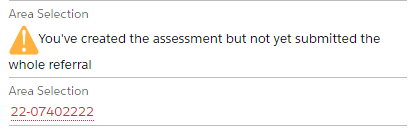 Area Selection
You've created the assessment but not yet submitted the
whole referral
Area Selection
22-07402222